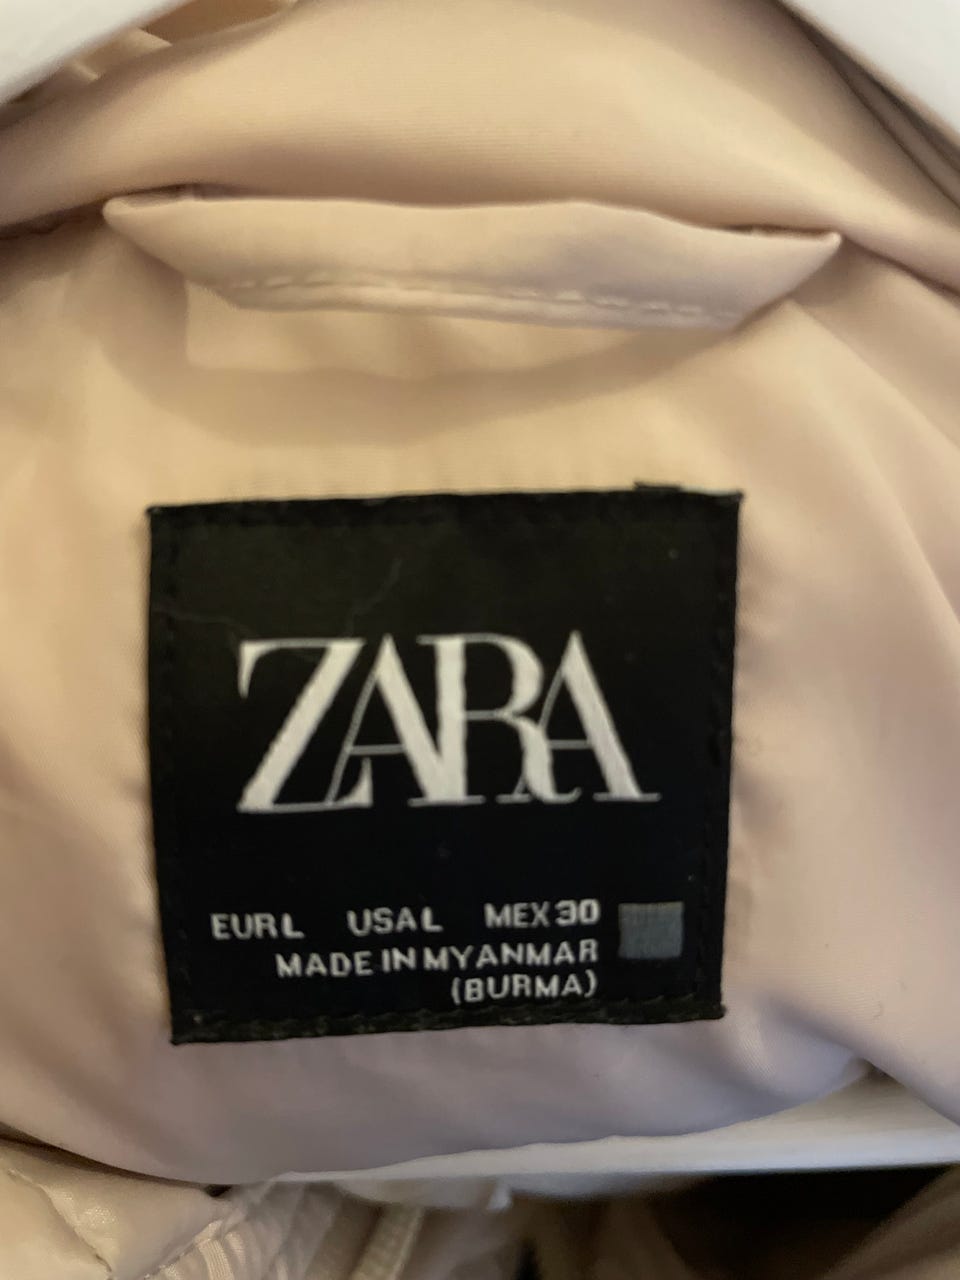 ZARA
EUR L USA L MEX 30
MADE IN MYANMAR
(BURMA)